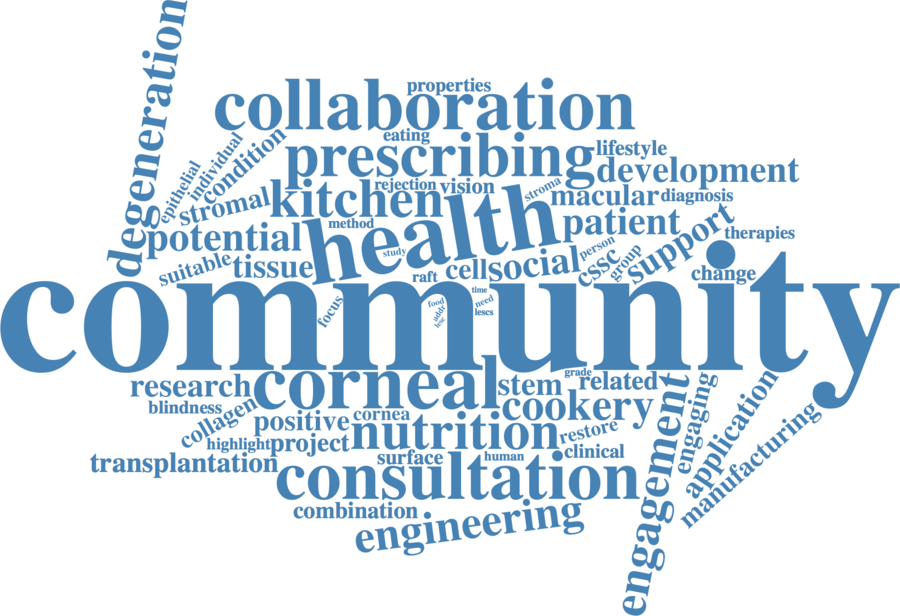 degeneration
properties
collaboration
eating
prescribing
lifestyle
development
epithelial
individual
condition
stromal
kitchen
rejection
vision
stroma
macular
diagnosis
potential
method
health
patient
support
therapies
suitable
tissue
study
raft
cell
social
person
cssc
group
change
community
focus
food
addr
lesc
time
need
lescs
research
corneal
stem
grade
related
blindness
collagen
positive
cornea
cookery
engagement
engaging
application
manufacturing
highlight
project
nutrition
restore
transplantation
surface
human
clinical
consultation
combination
engineering